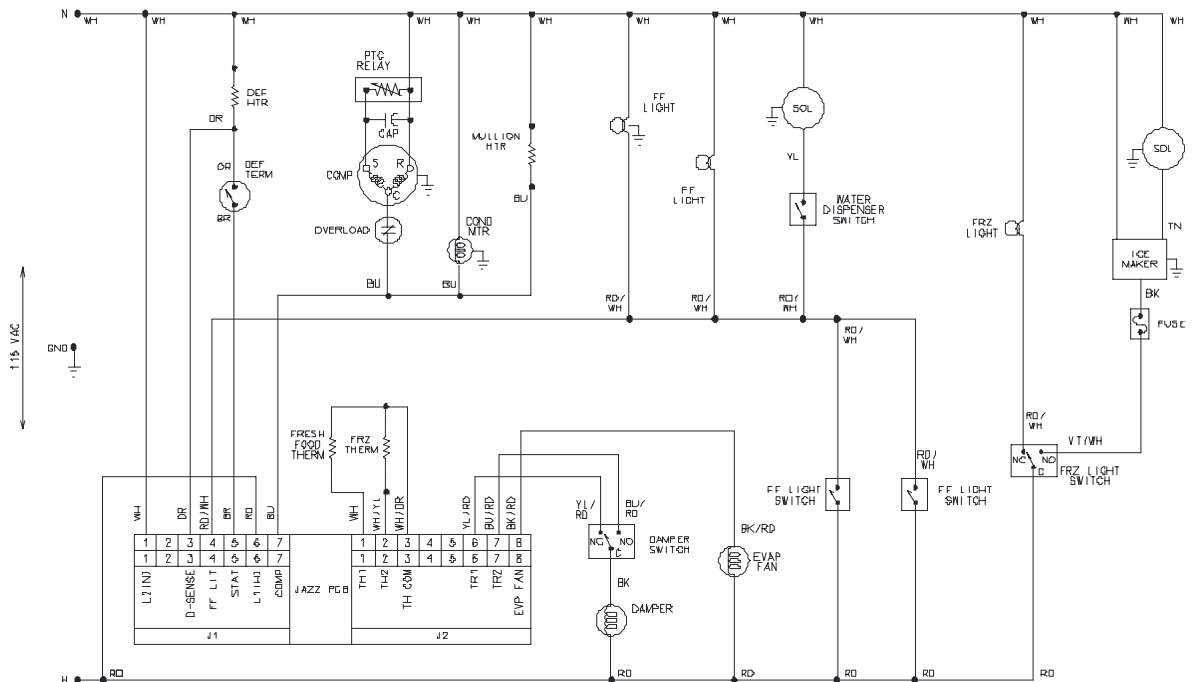 N WH WH WH WH WH WH WH WH WH WH WH WH
PTC
RELAY
DEF
HTR
FF
LIGHT
SOL
OR
CAP
MULLION
HTR
SOL
YL
OR
DEF
TERM
S R
COMP
C
FF
LIGHT
BU
WATER
DISPENSER
SWITCH
BR
OVERLOAD
COND
MTR
FRZ
LIGHT
TN
ICE
MAKER
BU
BU
BK
RD/
WH
RD/
WH
RD/
WH
FUSE
RD/
WH
115 VAC
GND
RD/
WH
VT/WH
FRESH
FOOD
THERM
FRZ
THERM
RD/
WH
NC NO
C
FRZ LIGHT
SWITCH
FF LIGHT
SWITCH
FF LIGHT
SWITCH
WH
OR
RD/WH
BR
RD
BU
WH
WH/YL
WH/OR
YL/RD
BU/RD
BK/RD
YL/
RD
BU/
RD
BK/RD
1 2 3 4 5 6 7
1 2 3 4 5 6 7 8
NC NO
C
DAMPER
SWITCH
1 2 3 4 5 6 7
1 2 3 4 5 6 7 8
EVAP
FAN
D-SENSE
FF LIT
STAT
COMP
JAZZ PCB
TH1
TH2
TH COM
TR1
TR2
EVP FAN
BK
DAMPER
J1
J2
H RD RD RD RD RD RD